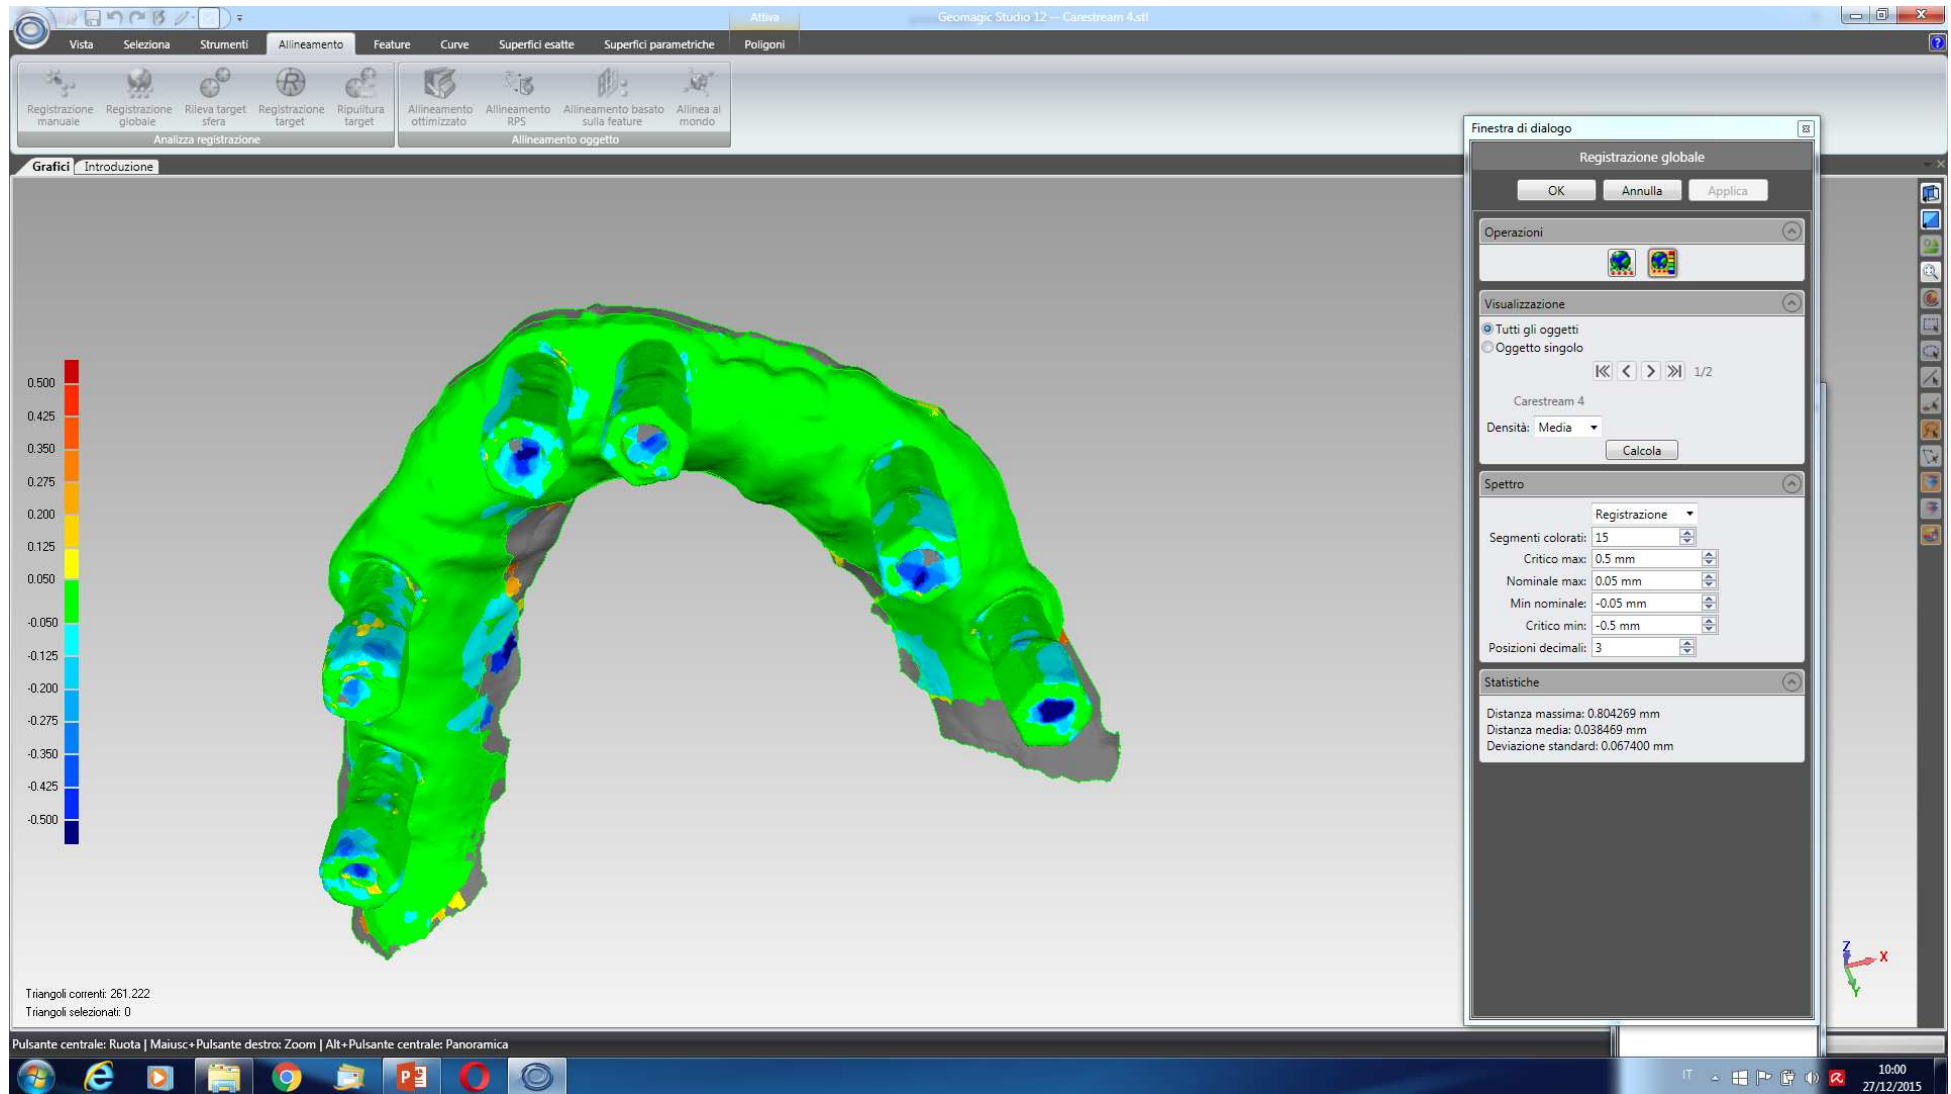 Attiva
Geomagic Studio 12 -- Carestream 4.stl
Vista Seleziona Strumenti Allineamento Feature Curve Superfici esatte Superfici parametriche Poligoni
Registrazione manuale
Registrazione globale
Rileva target sfera
Registrazione target
Ripulitura target
Allineamento ottimizzato
Allineamento RPS
Allineamento basato sulla feature
Allinea al mondo
Analizza registrazione
Allineamento oggetto
Grafici Introduzione
0.500
0.425
0.350
0.275
0.200
0.125
0.050
-0.050
-0.125
-0.200
-0.275
-0.350
-0.425
-0.500
Triangoli correnti: 261.222
Triangoli selezionati: 0
Finestra di dialogo
Registrazione globale
OK Annulla Applica
Operazioni
Visualizzazione
Tutti gli oggetti
Oggetto singolo
1/2
Carestream 4
Densità: Media
Calcola
Spettro
Registrazione
Segmenti colorati: 15
Critico max: 0.5 mm
Nominale max: 0.05 mm
Min nominale: -0.05 mm
Critico min: -0.5 mm
Posizioni decimali: 3
Statistiche
Distanza massima: 0.804269 mm
Distanza media: 0.038469 mm
Deviazione standard: 0.067400 mm
Z
X
Y
Pulsante centrale: Ruota | Maiusc+Pulsante destro: Zoom | Alt+Pulsante centrale: Panoramica
IT
10:00
27/12/2015